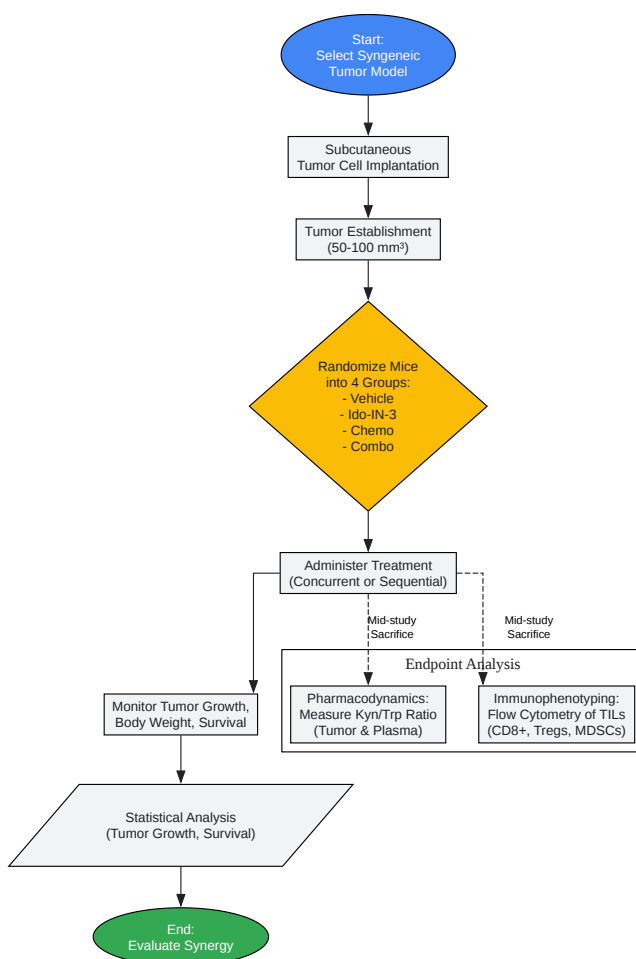 Start:
Select Syngeneic
Tumor Model
Subcutaneous
Tumor Cell Implantation
Tumor Establishment
(50-100 mm³)
Randomize Mice
into 4 Groups:
- Vehicle
- Ido-IN-3
- Chemo
- Combo
Administer Treatment
(Concurrent or Sequential)
Mid-study
Sacrifice
Mid-study
Sacrifice
Endpoint Analysis
Pharmacodynamics:
Measure Kyn/Trp Ratio
(Tumor & Plasma)
Immunophenotyping:
Flow Cytometry of TILs
(CD8+, Tregs, MDSCs)
Monitor Tumor Growth,
Body Weight, Survival
Statistical Analysis
(Tumor Growth, Survival)
End:
Evaluate Synergy